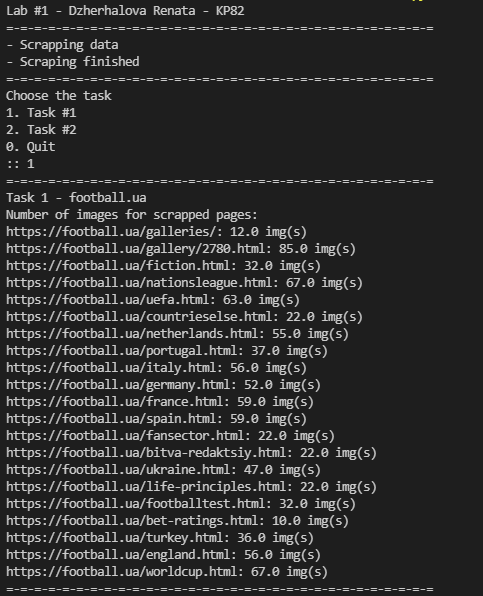 Lab #1 - Dzherhalova Renata - KP82
=-=-=-=-=-=-=-=-=-=-=-=-=-=-=-=-=-=-=-=-=-=-=-=-=-=-=-=-=-=
- Scrapping data
- Scraping finished
=-=-=-=-=-=-=-=-=-=-=-=-=-=-=-=-=-=-=-=-=-=-=-=-=-=-=-=-=-=
Choose the task
1. Task #1
2. Task #2
0. Quit
:: 1
=-=-=-=-=-=-=-=-=-=-=-=-=-=-=-=-=-=-=-=-=-=-=-=-=-=-=-=-=-=
Task 1 - football.ua
Number of images for scrapped pages:
https://football.ua/galleries/: 12.0 img(s)
https://football.ua/gallery/2780.html: 85.0 img(s)
https://football.ua/fiction.html: 32.0 img(s)
https://football.ua/nationsleague.html: 67.0 img(s)
https://football.ua/uefa.html: 63.0 img(s)
https://football.ua/countrieselse.html: 22.0 img(s)
https://football.ua/netherlands.html: 55.0 img(s)
https://football.ua/portugal.html: 37.0 img(s)
https://football.ua/italy.html: 56.0 img(s)
https://football.ua/germany.html: 52.0 img(s)
https://football.ua/france.html: 59.0 img(s)
https://football.ua/spain.html: 59.0 img(s)
https://football.ua/fansector.html: 22.0 img(s)
https://football.ua/bitva-redaktsiy.html: 22.0 img(s)
https://football.ua/ukraine.html: 47.0 img(s)
https://football.ua/life-principles.html: 22.0 img(s)
https://football.ua/footballtest.html: 32.0 img(s)
https://football.ua/bet-ratings.html: 10.0 img(s)
https://football.ua/turkey.html: 36.0 img(s)
https://football.ua/england.html: 56.0 img(s)
https://football.ua/worldcup.html: 67.0 img(s)
=-=-=-=-=-=-=-=-=-=-=-=-=-=-=-=-=-=-=-=-=-=-=-=-=-=-=-=-=-=